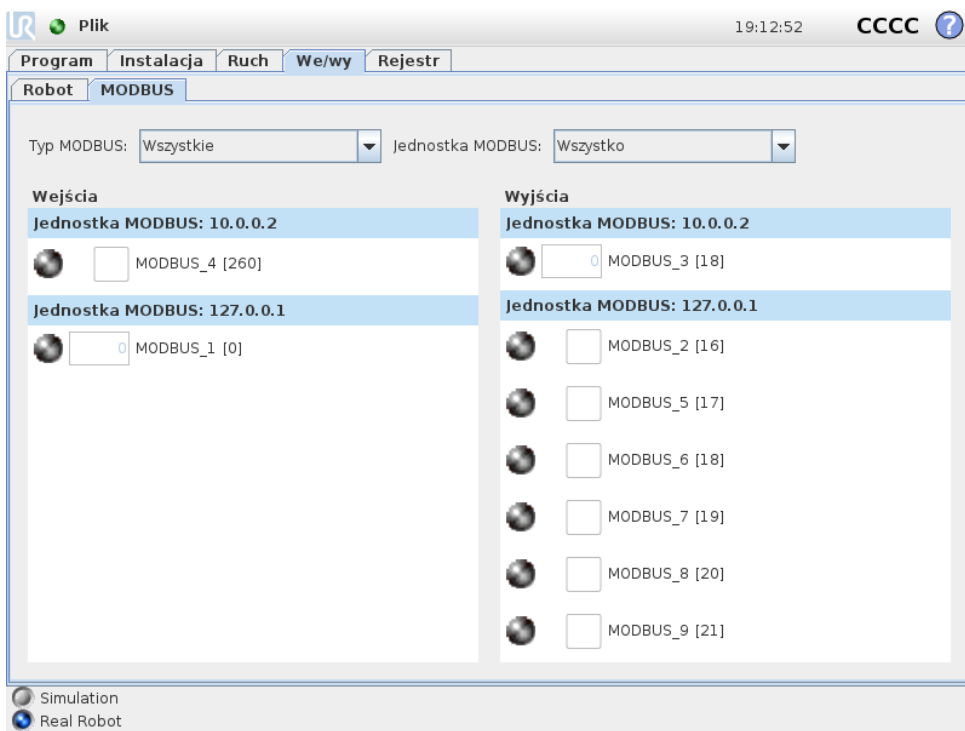 UR Plik 19:12:52 CCCC ?
Program Instalacja Ruch We/wy Rejestr
Robot MODBUS
Typ MODBUS: Wszystkie Jednostka MODBUS: Wszystko
Wejścia
Jednostka MODBUS: 10.0.0.2
MODBUS_4 [260]
Jednostka MODBUS: 127.0.0.1
0 MODBUS_1 [0]
Wyjścia
Jednostka MODBUS: 10.0.0.2
0 MODBUS_3 [18]
Jednostka MODBUS: 127.0.0.1
MODBUS_2 [16]
MODBUS_5 [17]
MODBUS_6 [18]
MODBUS_7 [19]
MODBUS_8 [20]
MODBUS_9 [21]
Simulation
Real Robot